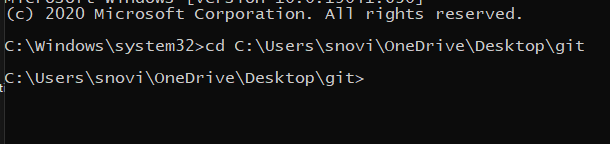 (c) 2020 Microsoft Corporation. All rights reserved.
C:\Windows\system32>cd C:\Users\snovi\OneDrive\Desktop\git
C:\Users\snovi\OneDrive\Desktop\git>